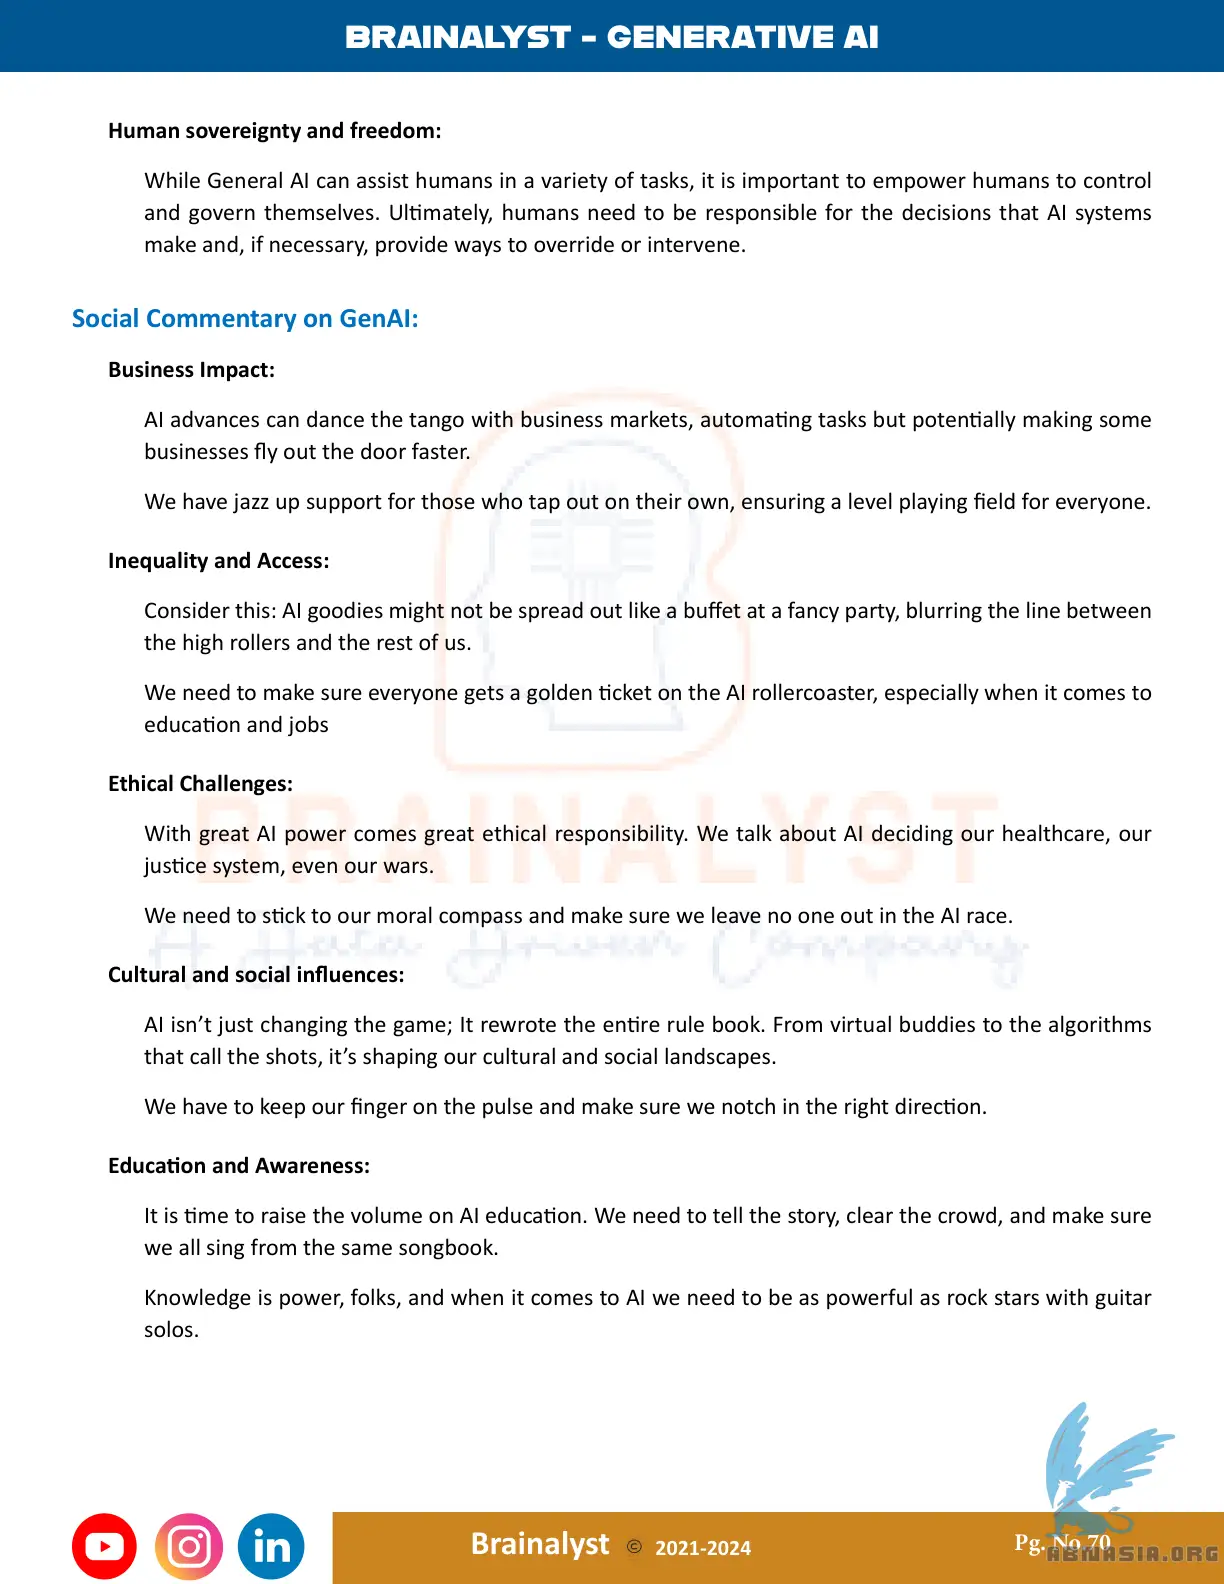 BRAINALYST - GENERATIVE AI
Human sovereignty and freedom:
While General AI can assist humans in a variety of tasks, it is important to empower humans to control
and govern themselves. Ultimately, humans need to be responsible for the decisions that AI systems
make and, if necessary, provide ways to override or intervene.
Social Commentary on GenAI:
Business Impact:
AI advances can dance the tango with business markets, automating tasks but potentially making some
businesses fly out the door faster.
We have jazz up support for those who tap out on their own, ensuring a level playing field for everyone.
Inequality and Access:
Consider this: AI goodies might not be spread out like a buffet at a fancy party, blurring the line between
the high rollers and the rest of us.
We need to make sure everyone gets a golden ticket on the AI rollercoaster, especially when it comes to
education and jobs
Ethical Challenges:
BRAINALYST
With great AI power comes great ethical responsibility. We talk about AI deciding our healthcare, our
justice system, even our wars.
We need to stick to our moral compass and make sure we leave no one out in the AI race.
A Data Driven Company
Cultural and social influences:
AI isn’t just changing the game; It rewrote the entire rule book. From virtual buddies to the algorithms
that call the shots, it’s shaping our cultural and social landscapes.
We have to keep our finger on the pulse and make sure we notch in the right direction.
Education and Awareness:
It is time to raise the volume on AI education. We need to tell the story, clear the crowd, and make sure
we all sing from the same songbook.
Knowledge is power, folks, and when it comes to AI we need to be as powerful as rock stars with guitar
solos.
in
Brainalyst © 2021-2024
Pg. No.70
ABMASIA.ORG